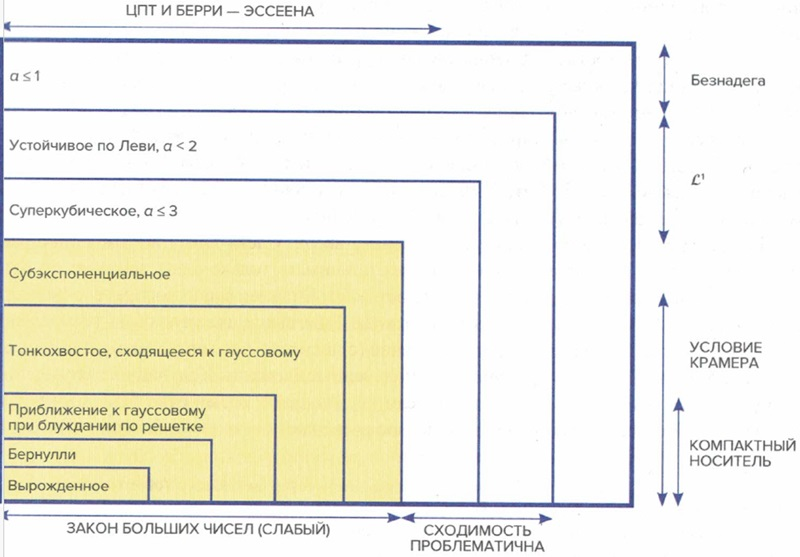 ЦПТ И БЕРРИ — ЭССЕЕНА
α ≤ 1
Безнадега
Устойчивое по Леви, α < 2
ℒ¹
Суперкубическое, α ≤ 3
Субэкспоненциальное
Тонкохвостое, сходящееся к гауссовому
УСЛОВИЕ
КРАМЕРА
Приближение к гауссовому
при блуждании по решетке
Бернулли
КОМПАКТНЫЙ
НОСИТЕЛЬ
Вырожденное
ЗАКОН БОЛЬШИХ ЧИСЕЛ (СЛАБЫЙ)
СХОДИМОСТЬ
ПРОБЛЕМАТИЧНА